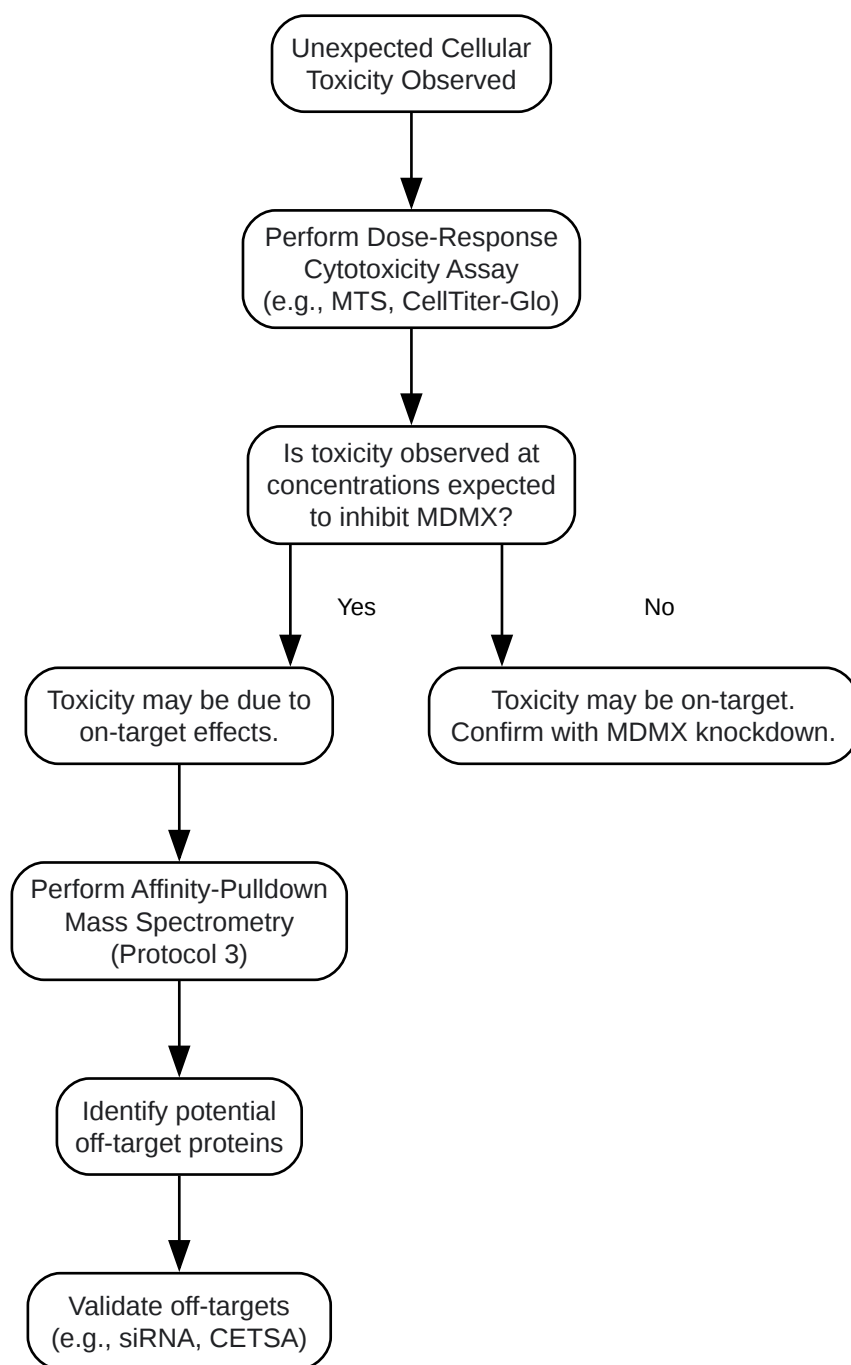 Unexpected Cellular
Toxicity Observed
Perform Dose-Response
Cytotoxicity Assay
(e.g., MTS, CellTiter-Glo)
Is toxicity observed at
concentrations expected
to inhibit MDMX?
Yes
No
Toxicity may be due to
on-target effects.
Toxicity may be on-target.
Confirm with MDMX knockdown.
Perform Affinity-Pulldown
Mass Spectrometry
(Protocol 3)
Identify potential
off-target proteins
Validate off-targets
(e.g., siRNA, CETSA)